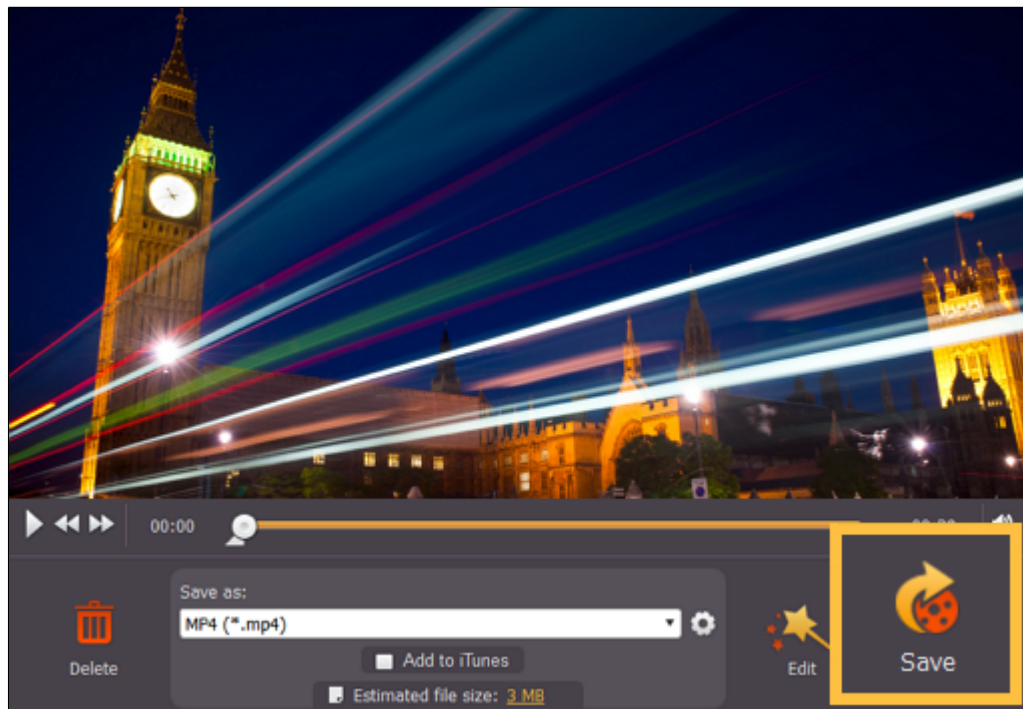 00:00
Save as:
MP4 (*.mp4)
Delete
Add to iTunes
Edit
Save
Estimated file size: 3 MB